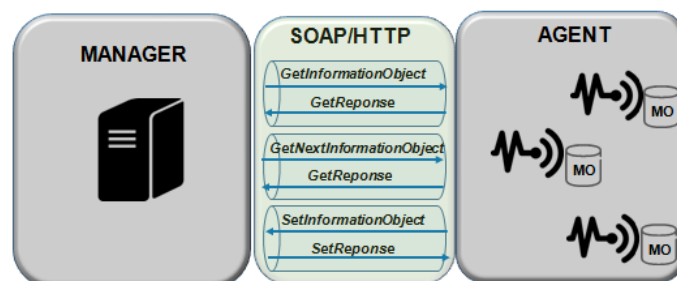 MANAGER
SOAP/HTTP
GetInformationObject
GetReponse
GetNextInformationObject
GetReponse
SetInformationObject
SetReponse
AGENT
MO
MO
MO